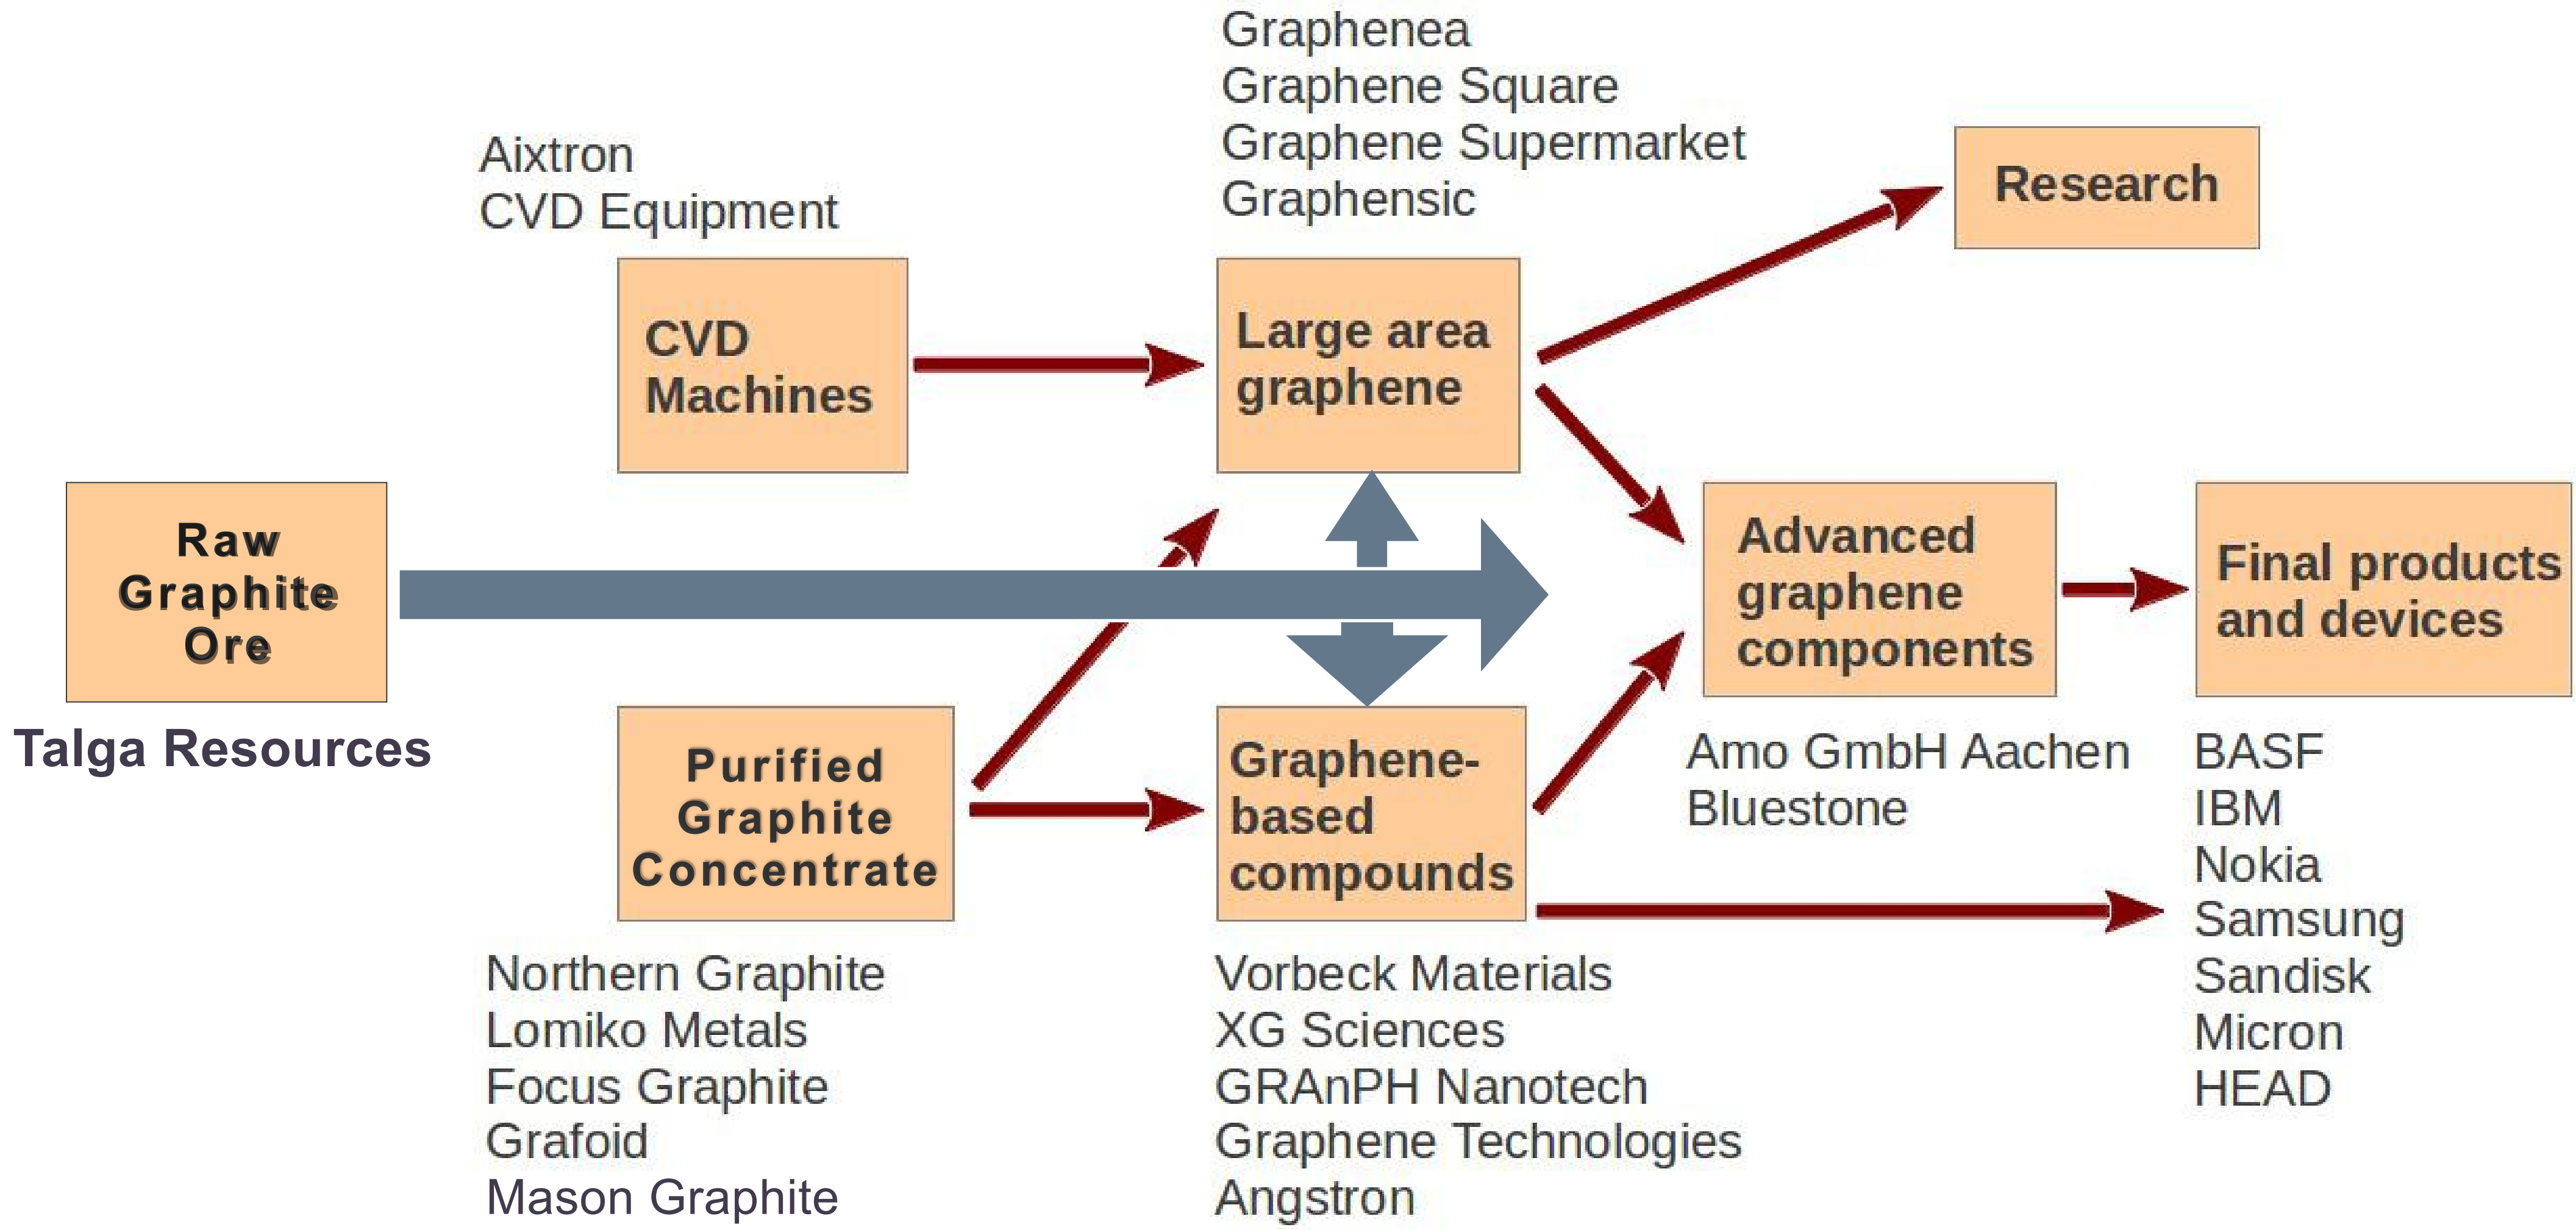 Graphenea
Graphene Square
Graphene Supermarket
Graphensic
Aixtron
CVD Equipment
Research
CVD
Machines
Large area
graphene
Raw
Graphite
Ore
Talga Resources
Advanced
graphene
components
Final products
and devices
Purified
Graphite
Concentrate
Graphene-
based
compounds
Amo GmbH Aachen
Bluestone
BASF
IBM
Nokia
Samsung
Sandisk
Micron
HEAD
Northern Graphite
Lomiko Metals
Focus Graphite
Grafoid
Mason Graphite
Vorbeck Materials
XG Sciences
GRAnPH Nanotech
Graphene Technologies
Angstron